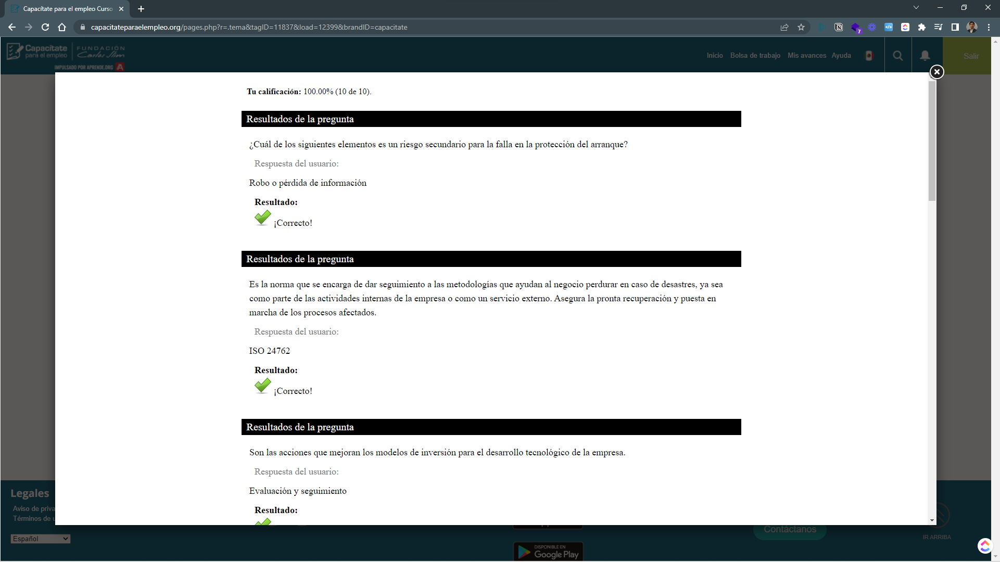 Capacítate para el empleo Curso
capacitateparaelempleo.org/pages.php?r=.tema&tagID=11837&load=12399&brandID=capacitate
7
Capacítate
para el empleo
FUNDACIÓN
Carlos Slim
IMPULSADO POR APRENDE.ORG
Inicio Bolsa de trabajo Mis avances Ayuda
Salir
Tu calificación: 100.00% (10 de 10).
Resultados de la pregunta
¿Cuál de los siguientes elementos es un riesgo secundario para la falla en la protección del arranque?
Respuesta del usuario:
Robo o pérdida de información
Resultado:
¡Correcto!
Resultados de la pregunta
Es la norma que se encarga de dar seguimiento a las metodologías que ayudan al negocio perdurar en caso de desastres, ya sea
como parte de las actividades internas de la empresa o como un servicio externo. Asegura la pronta recuperación y puesta en
marcha de los procesos afectados.
Respuesta del usuario:
ISO 24762
Resultado:
¡Correcto!
Resultados de la pregunta
Son las acciones que mejoran los modelos de inversión para el desarrollo tecnológico de la empresa.
Respuesta del usuario:
Evaluación y seguimiento
Resultado:
Legales
Aviso de priva
Términos de u
Español
DISPONIBLE EN
Google Play
Contáctanos
IR ARRIBA